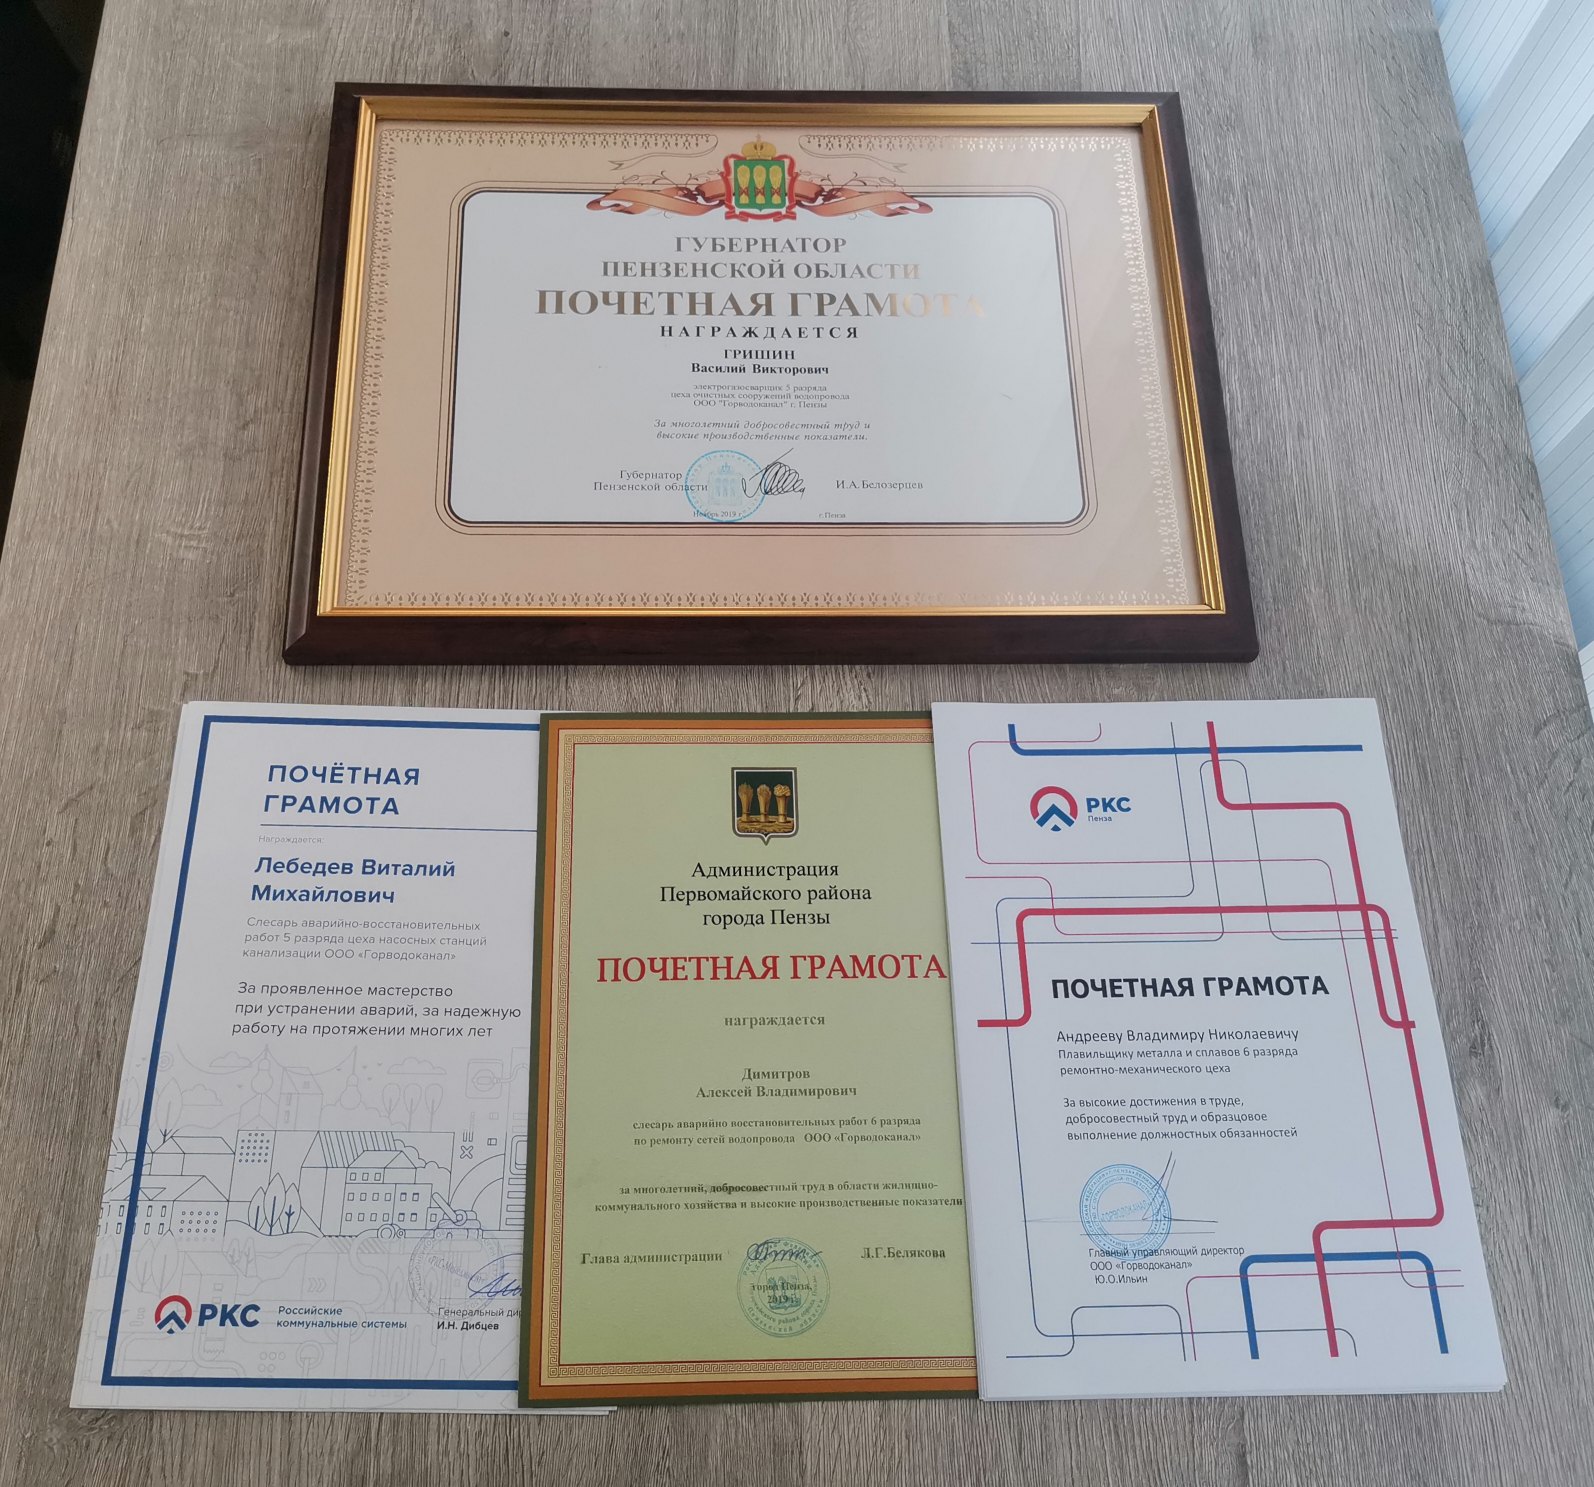 ГУБЕРНАТОР
ПЕНЗЕНСКОЙ ОБЛАСТИ
ПОЧЕТНАЯ ГРАМОТА
НАГРАЖДАЕТСЯ
ГРИШИН
Василий Викторович
электрогазосварщик 5 разряда
цеха очистных сооружений водопровода
ООО "Горводоканал" г. Пензы
За многолетний добросовестный труд и
высокие производственные показатели.
Губернатор
Пензенской области
И.А.Белозерцев
Ноябрь 2019 г.
г. Пенза
ПОЧЁТНАЯ
ГРАМОТА
Награждается:
Лебедев Виталий
Михайлович
Слесарь аварийно-восстановительных
работ 5 разряда цеха насосных станций
канализации ООО «Горводоканал»
За проявленное мастерство
при устранении аварий, за надежную
работу на протяжении многих лет
РКС
Российские
коммунальные системы
Генеральный дир
И.Н. Дибцев
Администрация
Первомайского района
города Пензы
ПОЧЕТНАЯ ГРАМОТА
награждается
Димитров
Алексей Владимирович
слесарь аварийно восстановительных работ 6 разряда
по ремонту сетей водопровода ООО «Горводоканал»
за многолетний, добросовестный труд в области жилищно-
коммунального хозяйства и высокие производственные показатели
Глава администрации
Л.Г.Белякова
город Пенза,
2019 г.
РКС
Пенза
ПОЧЕТНАЯ ГРАМОТА
Андрееву Владимиру Николаевичу
Плавильщику металла и сплавов 6 разряда
ремонтно-механического цеха
За высокие достижения в труде,
добросовестный труд и образцовое
выполнение должностных обязанностей
ГОРВОДОКАНАЛ
Главный управляющий директор
ООО «Горводоканал»
Ю.О.Ильин